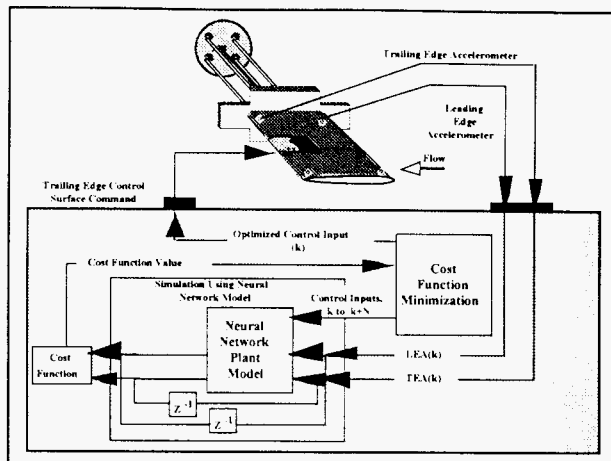 Trailing Edge Accelerometer
Leading
Edge
Accelerometer
Flow
Trailing Edge Control
Surface Command
Optimized Control Input
(k)
Cost Function Value
Cost
Function
Minimization
Simulation Using Neural
Network Model
Control Inputs,
k to k+N
Neural
Network
Plant
Model
Cost
Function
LEA(k)
TEA(k)
Z -1
Z -1